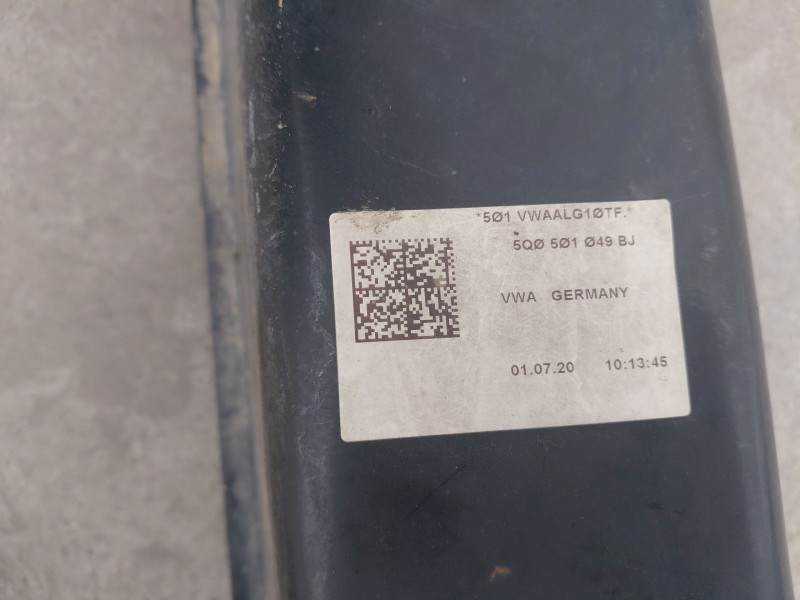 *5Ø1 VWAALG1ØTF.*
5QØ 5Ø1 Ø49 BJ
VWA GERMANY
01.07.20 10:13:45